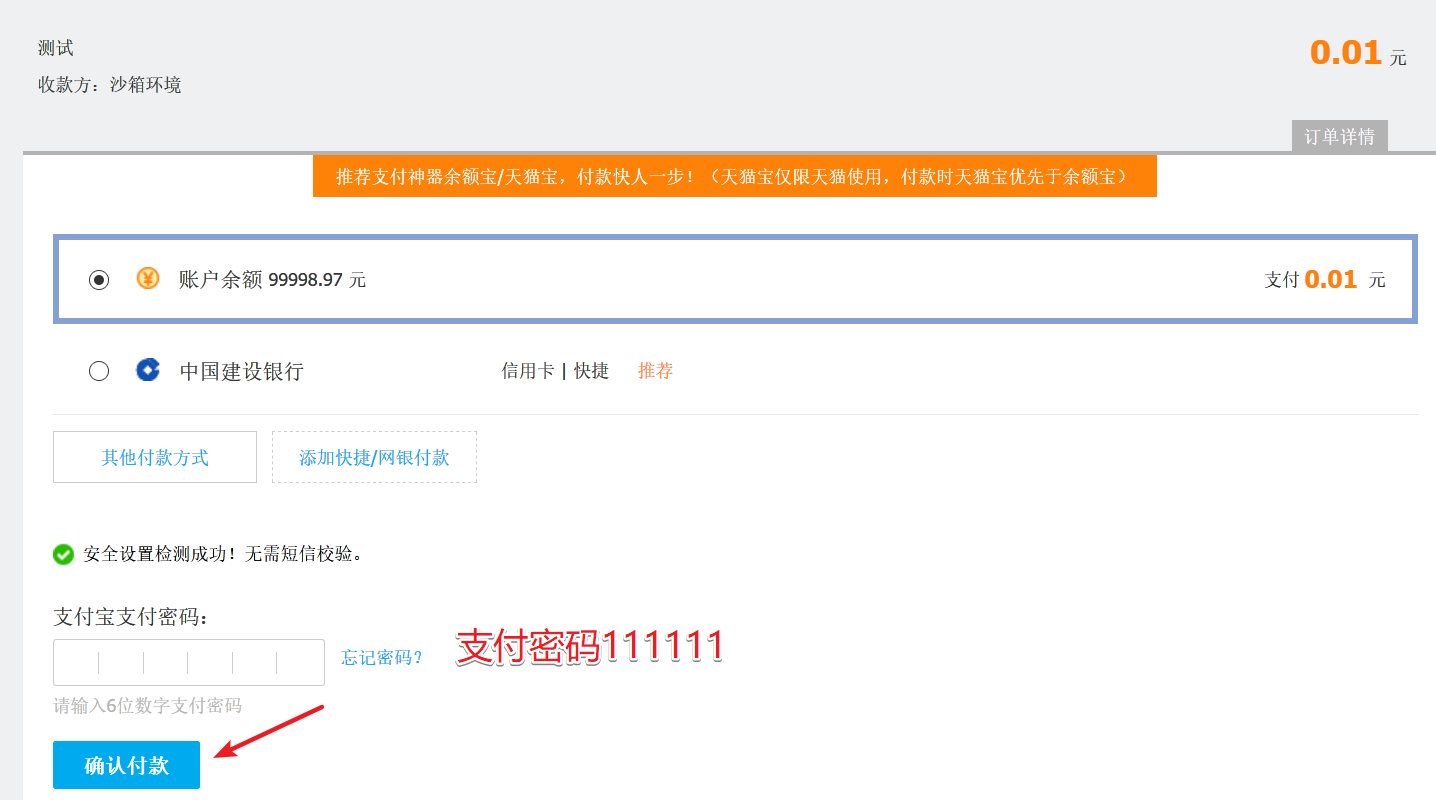 测试
0.01 元
收款方：沙箱环境
订单详情
推荐支付神器余额宝/天猫宝，付款快人一步！（天猫宝仅限天猫使用，付款时天猫宝优先于余额宝）
账户余额 99998.97 元
支付 0.01 元
中国建设银行
信用卡 | 快捷
推荐
其他付款方式
添加快捷/网银付款
安全设置检测成功！无需短信校验。
支付宝支付密码：
忘记密码？
支付密码111111
请输入6位数字支付密码
确认付款